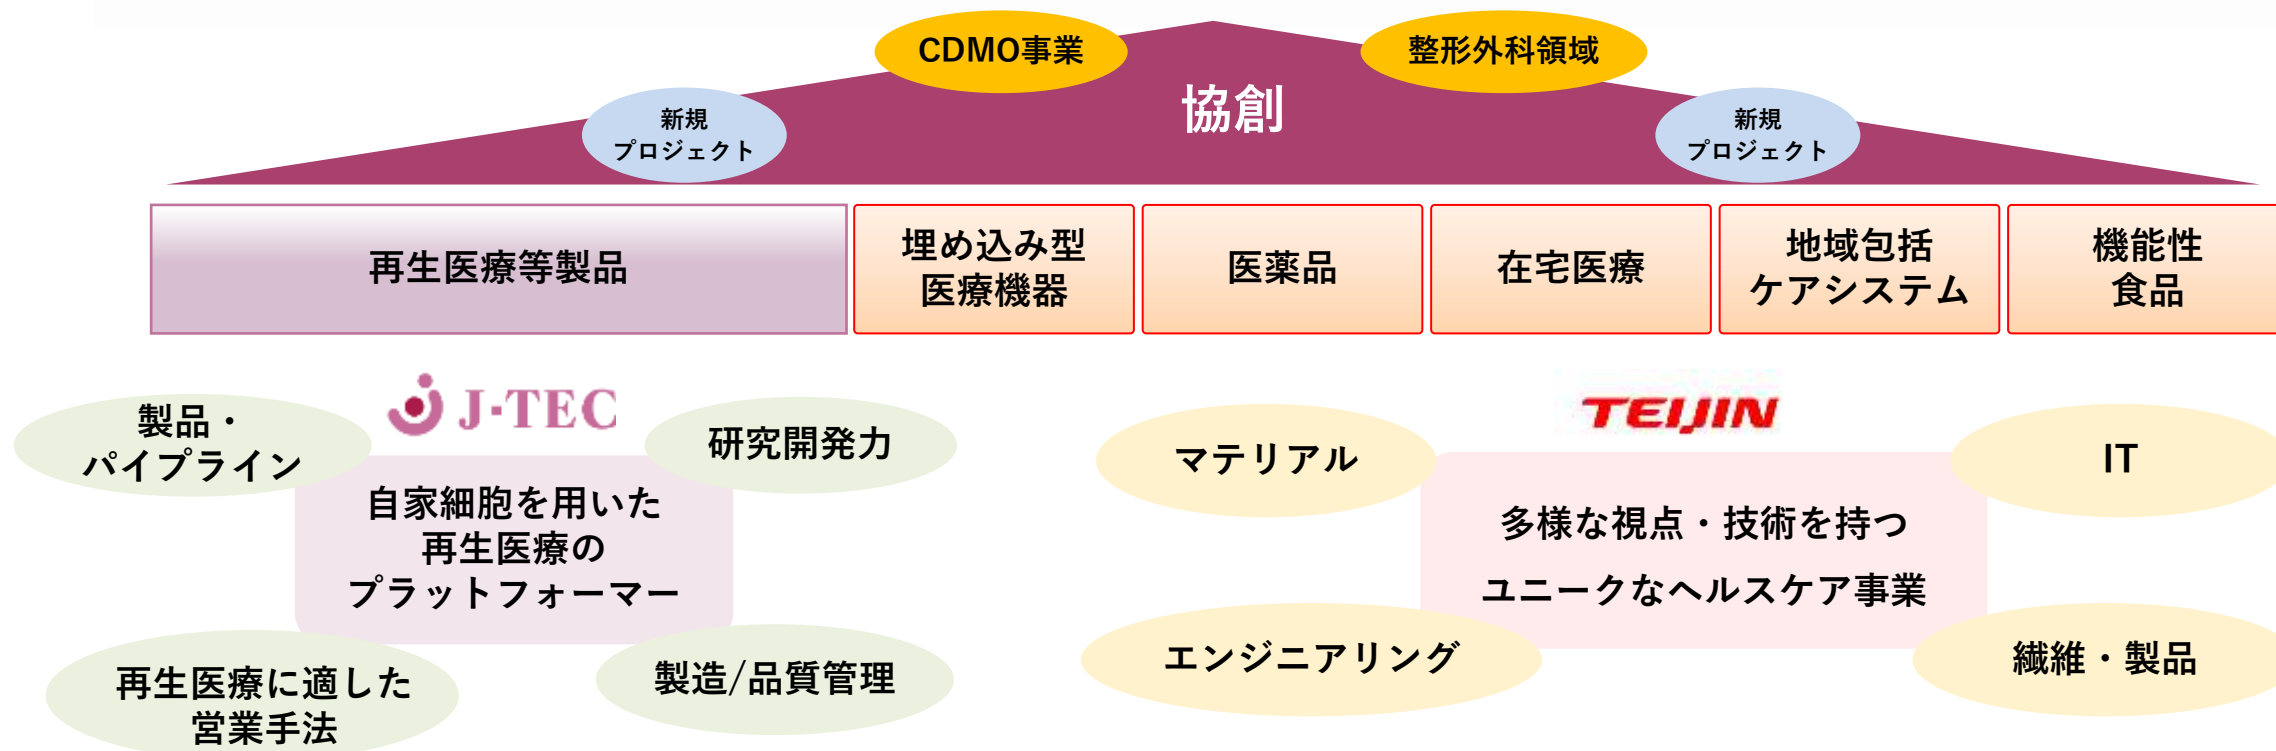 CDMO事業
整形外科領域
協創
新規
プロジェクト
新規
プロジェクト
再生医療等製品
埋め込み型
医療機器
医薬品
在宅医療
地域包括
ケアシステム
機能性
食品
J-TEC
製品・
パイプライン
研究開発力
自家細胞を用いた
再生医療の
プラットフォーマー
再生医療に適した
営業手法
製造/品質管理
TEIJIN
マテリアル
IT
多様な視点・技術を持つ
ユニークなヘルスケア事業
エンジニアリング
繊維・製品